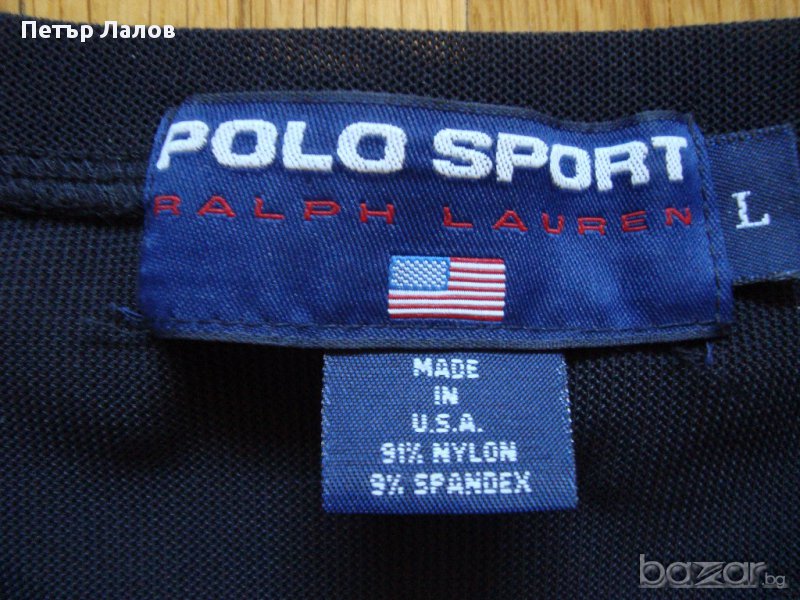 Петър Лалов
POLO SPORT
RALPH LAUREN
L
MADE
IN
U.S.A.
91% NYLON
9% SPANDEX
bazar.bg